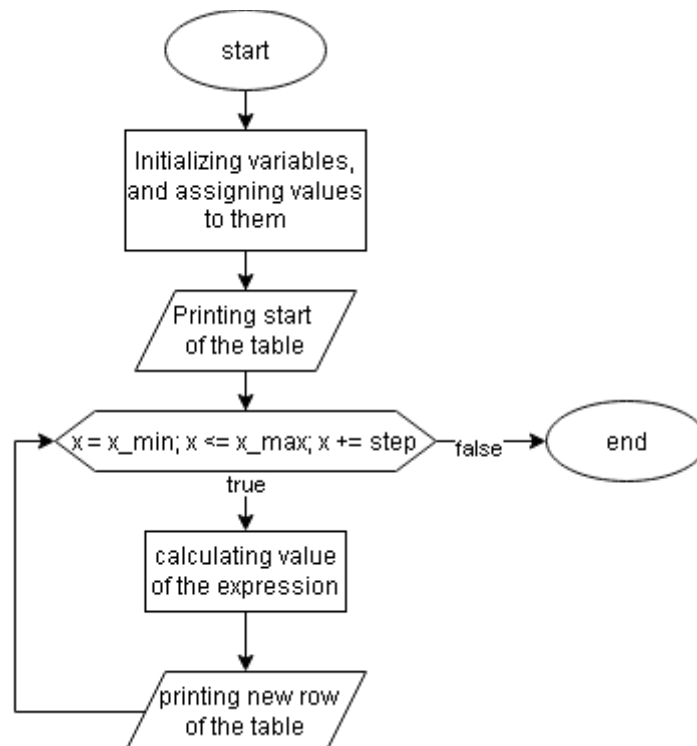 start
Initializing variables,
and assigning values
to them
Printing start
of the table
x = x_min; x <= x_max; x += step
false
end
true
calculating value
of the expression
printing new row
of the table